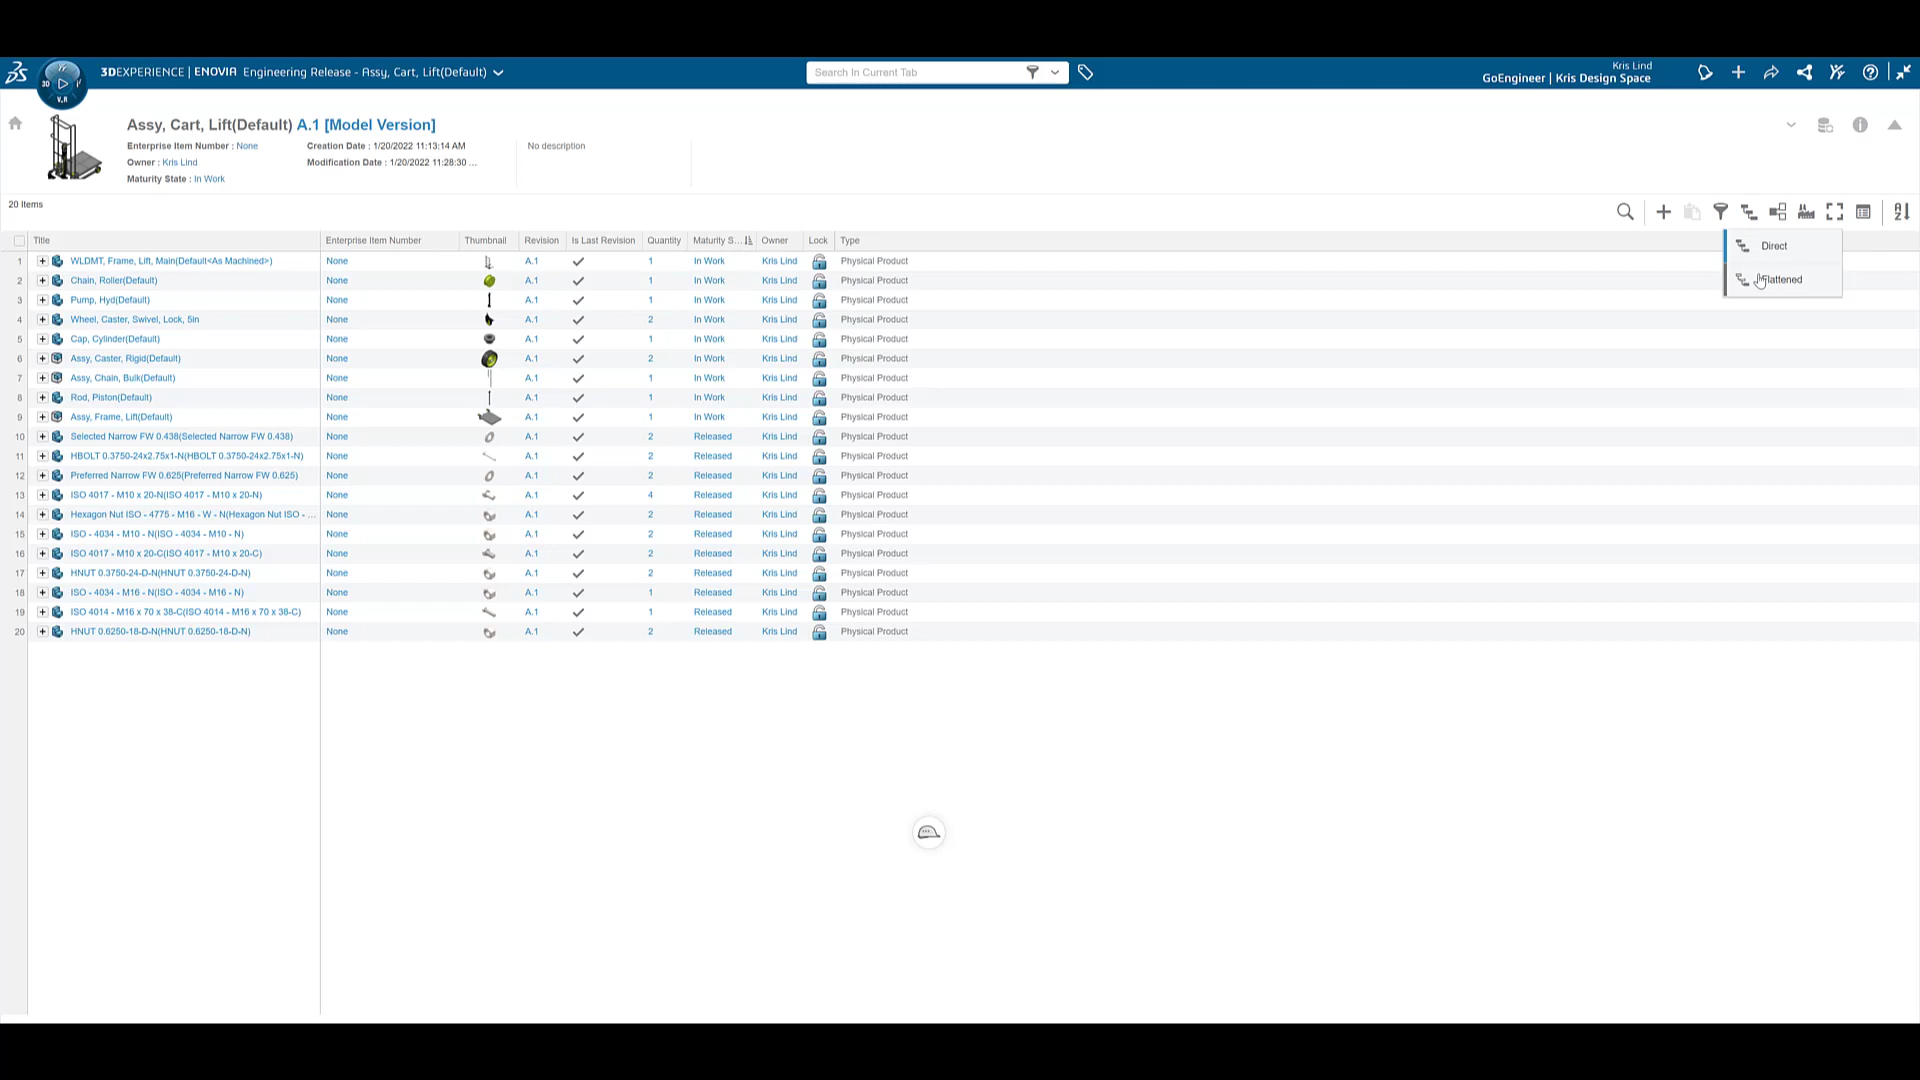 3DEXPERIENCE | ENOVIA Engineering Release - Assy, Cart, Lift(Default)
Search In Current Tab
Kris Lind
GoEngineer | Kris Design Space
3D
V.R
Assy, Cart, Lift(Default) A.1 [Model Version]
Enterprise Item Number : None
Creation Date : 1/20/2022 11:13:14 AM
No description
Owner : Kris Lind
Modification Date : 1/20/2022 11:28:30 ...
Maturity State : In Work
20 Items
Title Enterprise Item Number Thumbnail Revision Is Last Revision Quantity Maturity S... Owner Lock Type
Direct
Flattened
1 WLDMT, Frame, Lift, Main(Default<As Machined>) None A.1 1 In Work Kris Lind Physical Product
2 Chain, Roller(Default) None A.1 1 In Work Kris Lind Physical Product
3 Pump, Hyd(Default) None A.1 1 In Work Kris Lind Physical Product
4 Wheel, Caster, Swivel, Lock, 5in None A.1 2 In Work Kris Lind Physical Product
5 Cap, Cylinder(Default) None A.1 1 In Work Kris Lind Physical Product
6 Assy, Caster, Rigid(Default) None A.1 2 In Work Kris Lind Physical Product
7 Assy, Chain, Bulk(Default) None A.1 1 In Work Kris Lind Physical Product
8 Rod, Piston(Default) None A.1 1 In Work Kris Lind Physical Product
9 Assy, Frame, Lift(Default) None A.1 1 In Work Kris Lind Physical Product
10 Selected Narrow FW 0.438(Selected Narrow FW 0.438) None A.1 2 Released Kris Lind Physical Product
11 HBOLT 0.3750-24x2.75x1-N(HBOLT 0.3750-24x2.75x1-N) None A.1 2 Released Kris Lind Physical Product
12 Preferred Narrow FW 0.625(Preferred Narrow FW 0.625) None A.1 2 Released Kris Lind Physical Product
13 ISO 4017 - M10 x 20-N(ISO 4017 - M10 x 20-N) None A.1 4 Released Kris Lind Physical Product
14 Hexagon Nut ISO - 4775 - M16 - W - N(Hexagon Nut ISO - ... None A.1 2 Released Kris Lind Physical Product
15 ISO - 4034 - M10 - N(ISO - 4034 - M10 - N) None A.1 2 Released Kris Lind Physical Product
16 ISO 4017 - M10 x 20-C(ISO 4017 - M10 x 20-C) None A.1 2 Released Kris Lind Physical Product
17 HNUT 0.3750-24-D-N(HNUT 0.3750-24-D-N) None A.1 2 Released Kris Lind Physical Product
18 ISO - 4034 - M16 - N(ISO - 4034 - M16 - N) None A.1 1 Released Kris Lind Physical Product
19 ISO 4014 - M16 x 70 x 38-C(ISO 4014 - M16 x 70 x 38-C) None A.1 1 Released Kris Lind Physical Product
20 HNUT 0.6250-18-D-N(HNUT 0.6250-18-D-N) None A.1 2 Released Kris Lind Physical Product